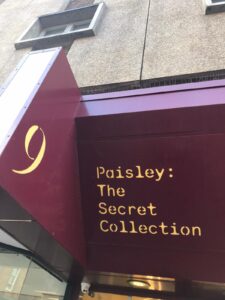 9
Paisley:
The
Secret
Collection